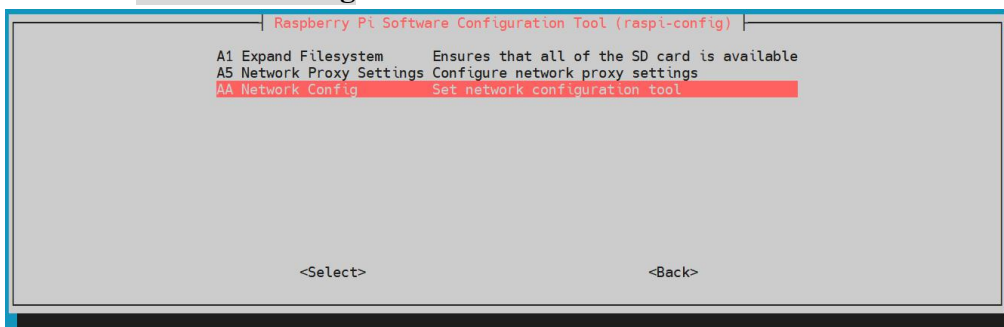 Raspberry Pi Software Configuration Tool (raspi-config)
A1 Expand Filesystem Ensures that all of the SD card is available
A5 Network Proxy Settings Configure network proxy settings
AA Network Config Set network configuration tool
<Select> <Back>